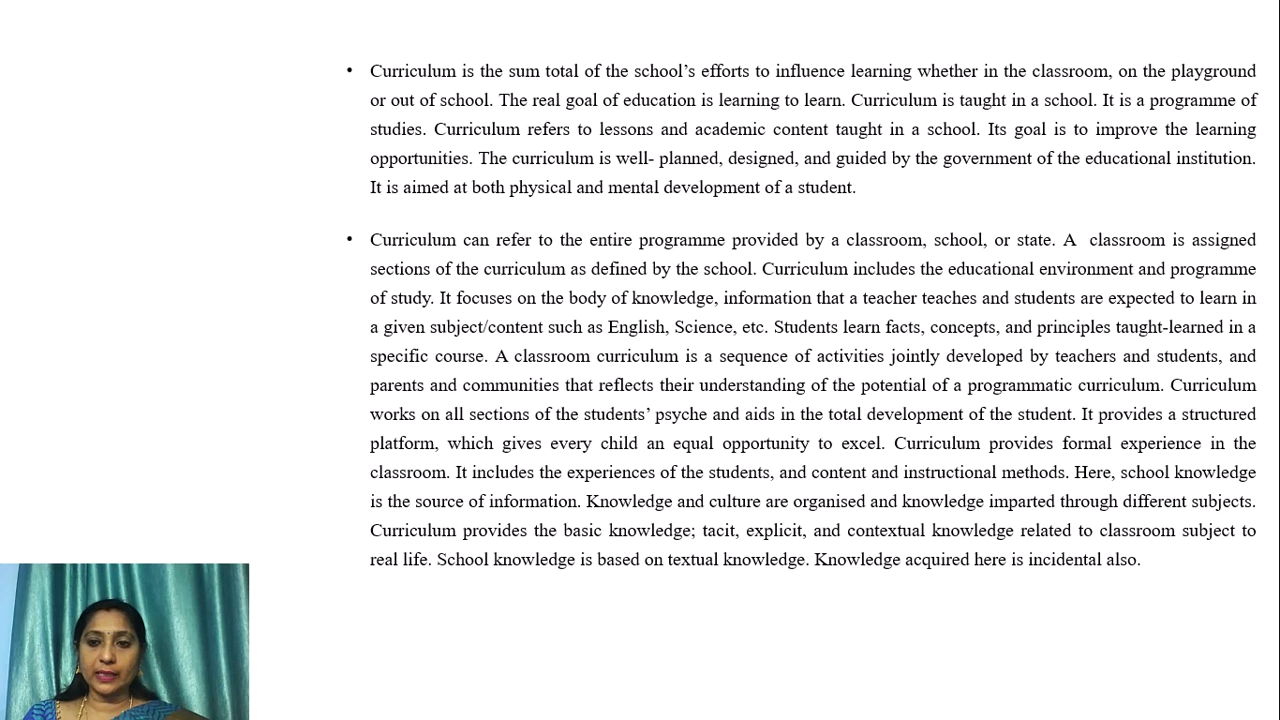 • Curriculum is the sum total of the school’s efforts to influence learning whether in the classroom, on the playground
or out of school. The real goal of education is learning to learn. Curriculum is taught in a school. It is a programme of
studies. Curriculum refers to lessons and academic content taught in a school. Its goal is to improve the learning
opportunities. The curriculum is well- planned, designed, and guided by the government of the educational institution.
It is aimed at both physical and mental development of a student.
• Curriculum can refer to the entire programme provided by a classroom, school, or state. A  classroom is assigned
sections of the curriculum as defined by the school. Curriculum includes the educational environment and programme
of study. It focuses on the body of knowledge, information that a teacher teaches and students are expected to learn in
a given subject/content such as English, Science, etc. Students learn facts, concepts, and principles taught-learned in a
specific course. A classroom curriculum is a sequence of activities jointly developed by teachers and students, and
parents and communities that reflects their understanding of the potential of a programmatic curriculum. Curriculum
works on all sections of the students’ psyche and aids in the total development of the student. It provides a structured
platform, which gives every child an equal opportunity to excel. Curriculum provides formal experience in the
classroom. It includes the experiences of the students, and content and instructional methods. Here, school knowledge
is the source of information. Knowledge and culture are organised and knowledge imparted through different subjects.
Curriculum provides the basic knowledge; tacit, explicit, and contextual knowledge related to classroom subject to
real life. School knowledge is based on textual knowledge. Knowledge acquired here is incidental also.